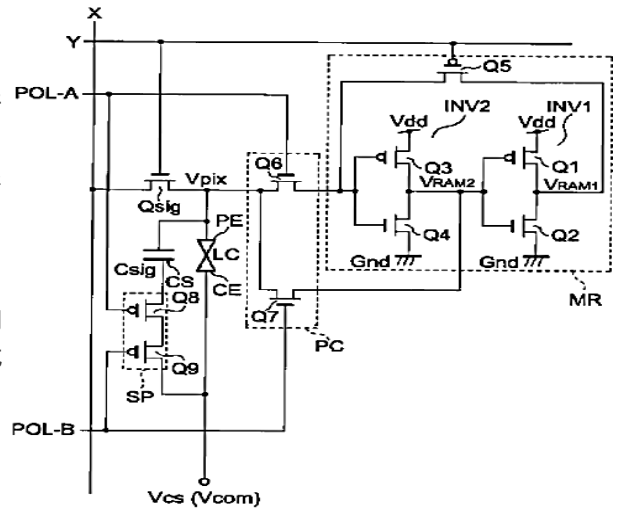 X
Y
Q5
POL-A
Vdd
INV2
Vdd
INV1
Q6
Q3
Q1
Vpix
VRAM2
VRAM1
Qsig
Q4
Q2
PE
LC
Csig
CS
CE
Gnd
Gnd
Q8
Q7
MR
PC
Q9
SP
POL-B
Vcs (Vcom)